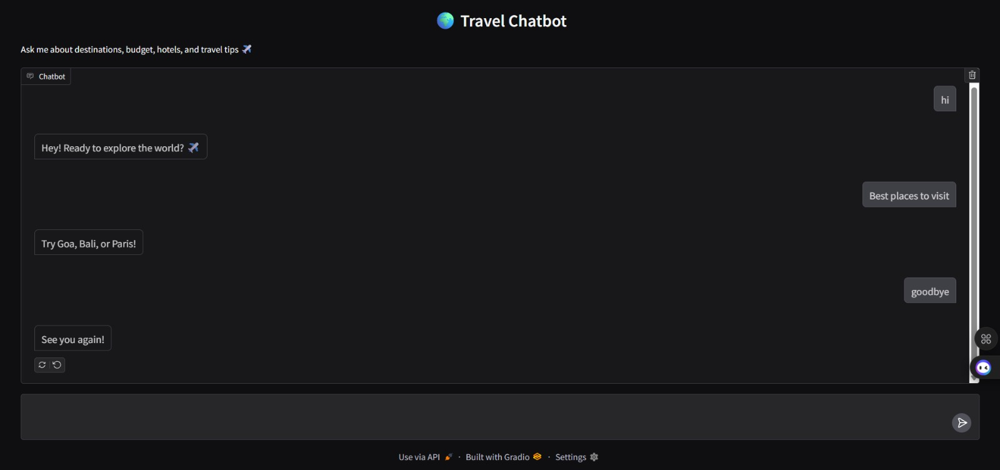 🌍 Travel Chatbot
Ask me about destinations, budget, hotels, and travel tips ✈️
Chatbot
hi
Hey! Ready to explore the world? ✈️
Best places to visit
Try Goa, Bali, or Paris!
goodbye
See you again!
Use via API 🚀 · Built with Gradio · Settings ⚙️